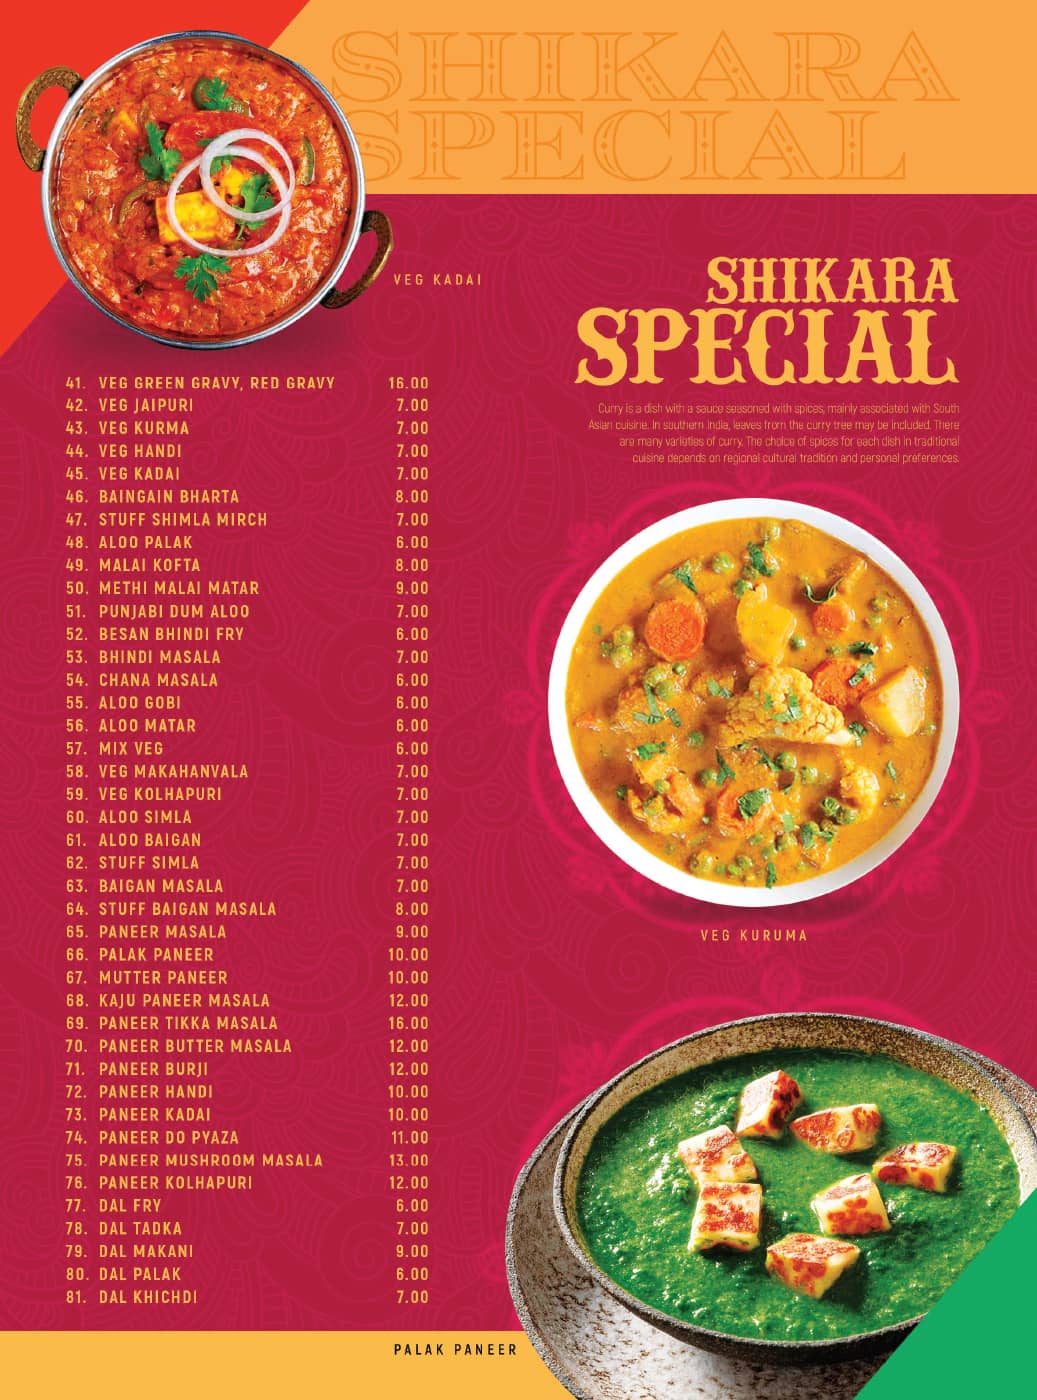 SHIKARA
SPECIAL
VEG KADAI
SHIKARA
SPECIAL
Curry is a dish with a sauce seasoned with spices, mainly associated with South
Asian cuisine. In southern India, leaves from the curry tree may be included. There
are many varieties of curry. The choice of spices for each dish in traditional
cuisine depends on regional cultural tradition and personal preferences.
41. VEG GREEN GRAVY, RED GRAVY 16.00
42. VEG JAIPURI 7.00
43. VEG KURMA 7.00
44. VEG HANDI 7.00
45. VEG KADAI 7.00
46. BAINGAIN BHARTA 8.00
47. STUFF SHIMLA MIRCH 7.00
48. ALOO PALAK 6.00
49. MALAI KOFTA 8.00
50. METHI MALAI MATAR 9.00
51. PUNJABI DUM ALOO 7.00
52. BESAN BHINDI FRY 6.00
53. BHINDI MASALA 7.00
54. CHANA MASALA 6.00
55. ALOO GOBI 6.00
56. ALOO MATAR 6.00
57. MIX VEG 6.00
58. VEG MAKAHANVALA 7.00
59. VEG KOLHAPURI 7.00
60. ALOO SIMLA 7.00
61. ALOO BAIGAN 7.00
62. STUFF SIMLA 7.00
63. BAIGAN MASALA 7.00
64. STUFF BAIGAN MASALA 8.00
65. PANEER MASALA 9.00
66. PALAK PANEER 10.00
67. MUTTER PANEER 10.00
68. KAJU PANEER MASALA 12.00
69. PANEER TIKKA MASALA 16.00
70. PANEER BUTTER MASALA 12.00
71. PANEER BURJI 12.00
72. PANEER HANDI 10.00
73. PANEER KADAI 10.00
74. PANEER DO PYAZA 11.00
75. PANEER MUSHROOM MASALA 13.00
76. PANEER KOLHAPURI 12.00
77. DAL FRY 6.00
78. DAL TADKA 7.00
79. DAL MAKANI 9.00
80. DAL PALAK 6.00
81. DAL KHICHDI 7.00
VEG KURUMA
PALAK PANEER